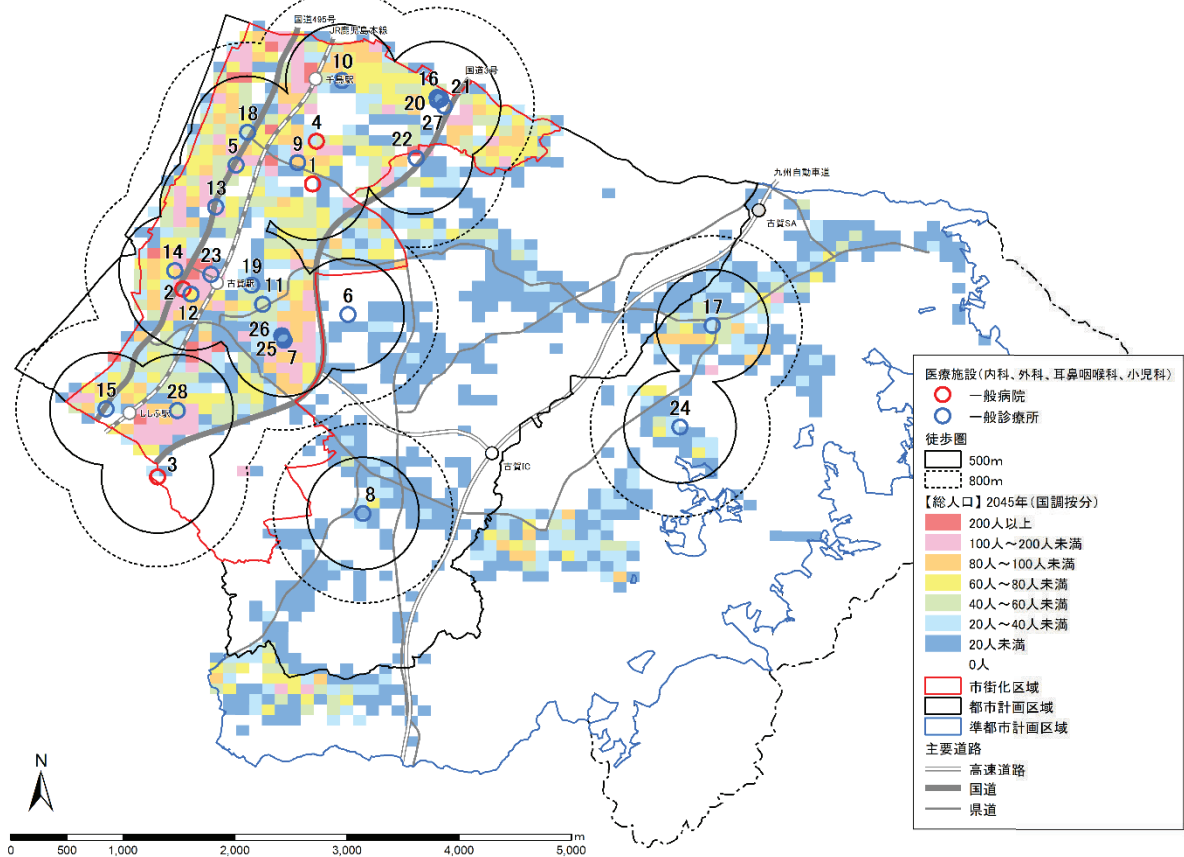 国道495号
JR鹿児島本線
10
千鳥駅
国道3号
16
21
20
27
18
4
22
5
9
1
九州自動車道
13
古賀SA
14
23
19
古賀駅
2
11
6
12
17
26
25
7
15
28
ししぶ駅
24
3
古賀IC
8
医療施設(内科、外科、耳鼻咽喉科、小児科)
一般病院
一般診療所
徒歩圏
500m
800m
【総人口】2045年(国調按分)
200人以上
100人～200人未満
80人～100人未満
60人～80人未満
40人～60人未満
20人～40人未満
20人未満
0人
市街化区域
都市計画区域
準都市計画区域
主要道路
高速道路
国道
県道
N
m
0 500 1,000 2,000 3,000 4,000 5,000